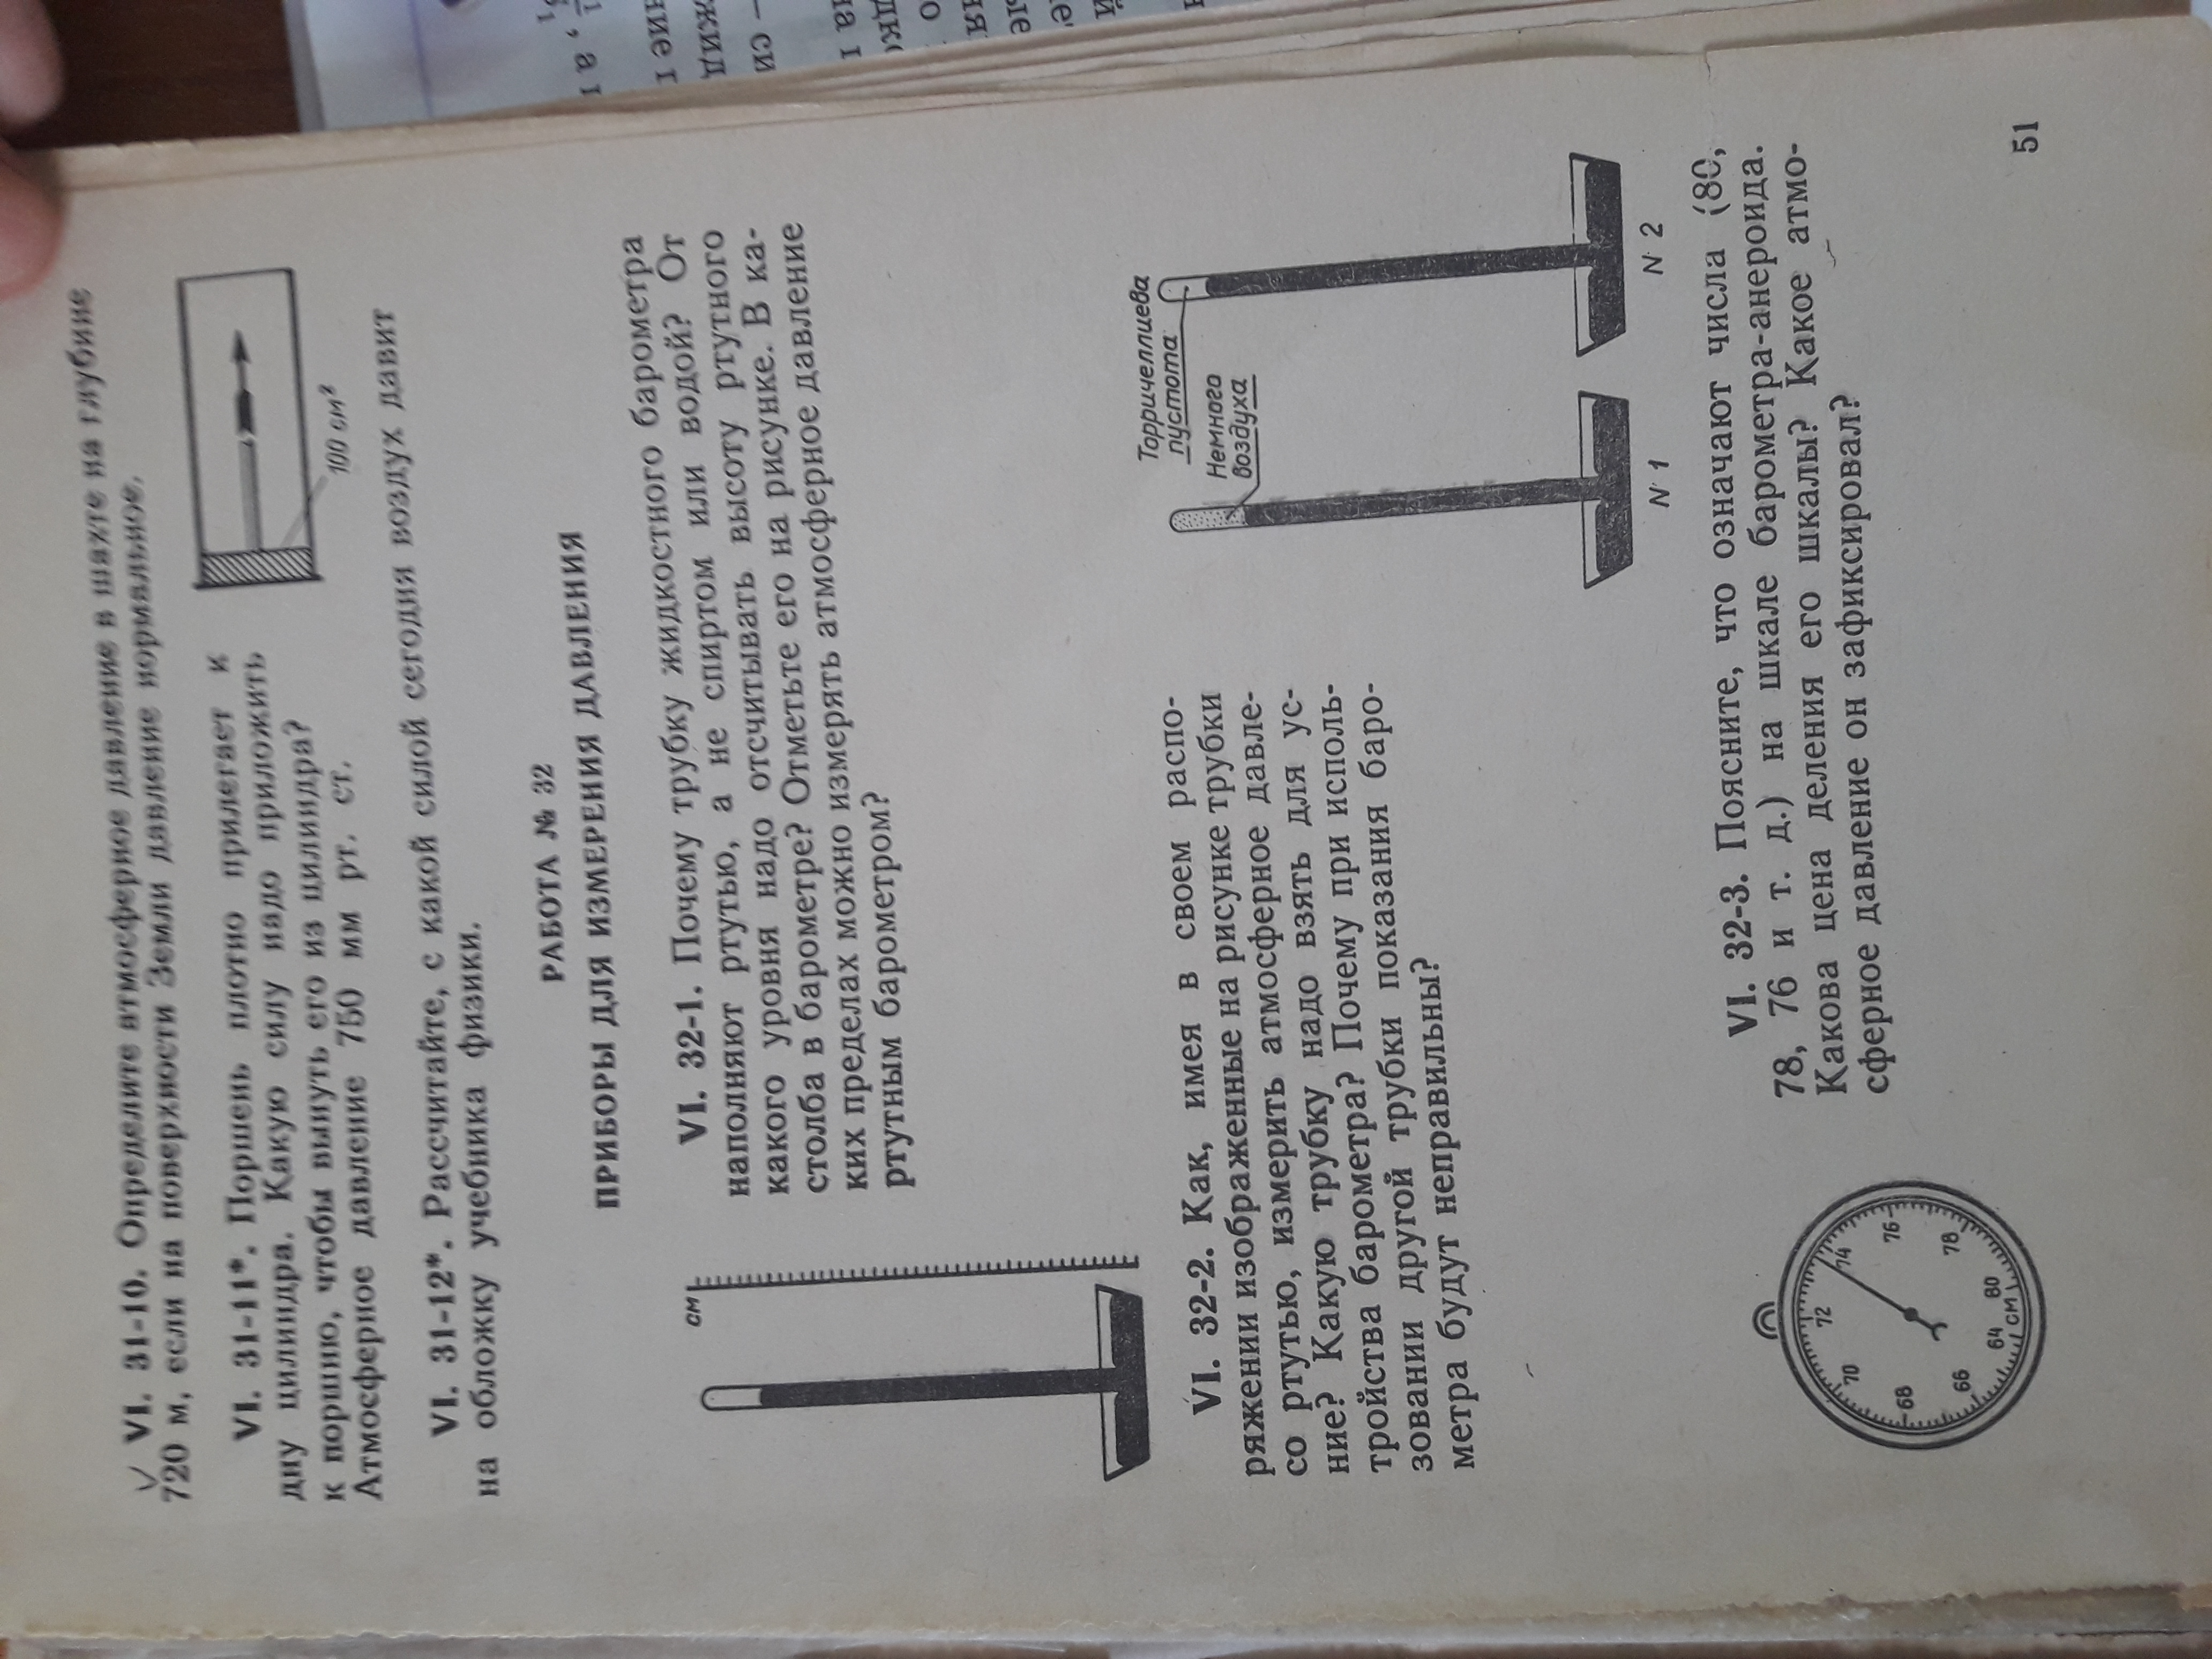 VI. 31-10. Определите атмосферное давление в шахте на глубине
720 м, если на поверхности Земли давление нормальное.
VI. 31-11*. Поршень плотно прилегает к
дну цилиндра. Какую силу надо приложить
к поршню, чтобы вынуть его из цилиндра?
Атмосферное давление 750 мм рт. ст.
100 см²
VI. 31-12*. Рассчитайте, с какой силой сегодня воздух давит
на обложку учебника физики.
РАБОТА № 32
ПРИБОРЫ ДЛЯ ИЗМЕРЕНИЯ ДАВЛЕНИЯ
см
VI. 32-1. Почему трубку жидкостного барометра
наполняют ртутью, а не спиртом или водой? От
какого уровня надо отсчитывать высоту ртутного
столба в барометре? Отметьте его на рисунке. В ка-
ких пределах можно измерять атмосферное давление
ртутным барометром?
VI. 32-2. Как, имея в своем распо-
ряжении изображенные на рисунке трубки
со ртутью, измерить атмосферное давле-
ние? Какую трубку надо взять для ус-
тройства барометра? Почему при исполь-
зовании другой трубки показания баро-
метра будут неправильны?
Торричеллиева
пустота
Немного
воздуха
N 1
N 2
VI. 32-3. Поясните, что означают числа (80,
78, 76 и т. д.) на шкале барометра-анероида.
Какова цена деления его шкалы? Какое атмо-
сферное давление он зафиксировал?
72
74
70
76
68
78
66
80
64
см
51